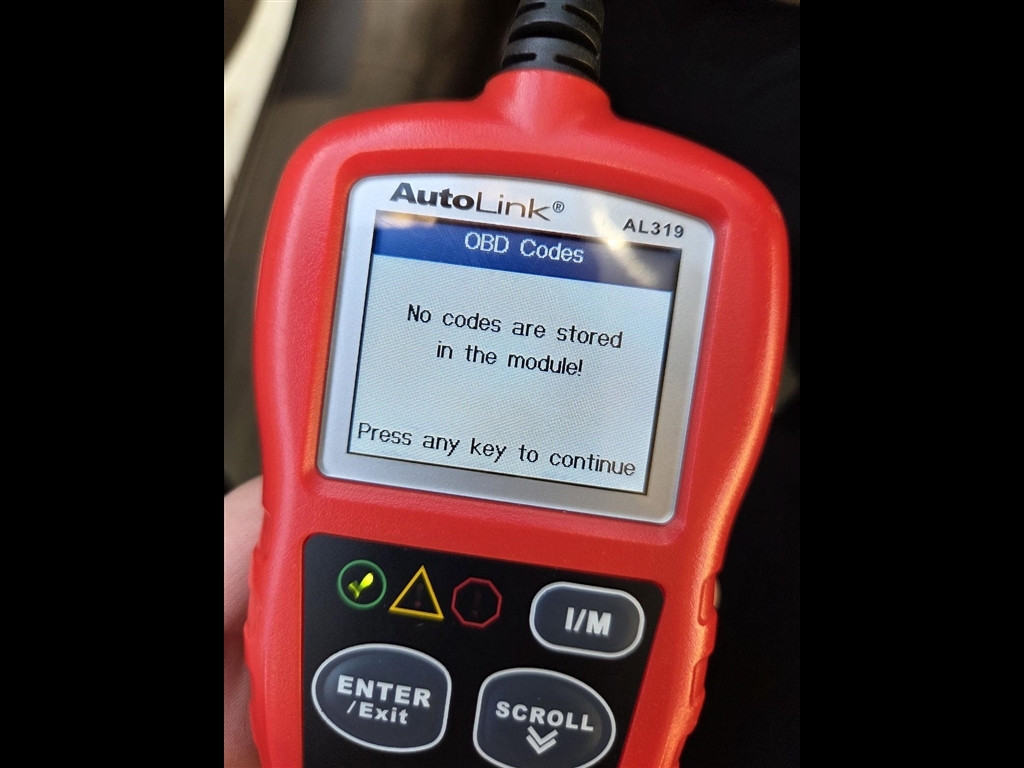 AutoLink®
AL319
OBD Codes
No codes are stored
in the module!
Press any key to continue
I/M
ENTER
/Exit
SCROLL